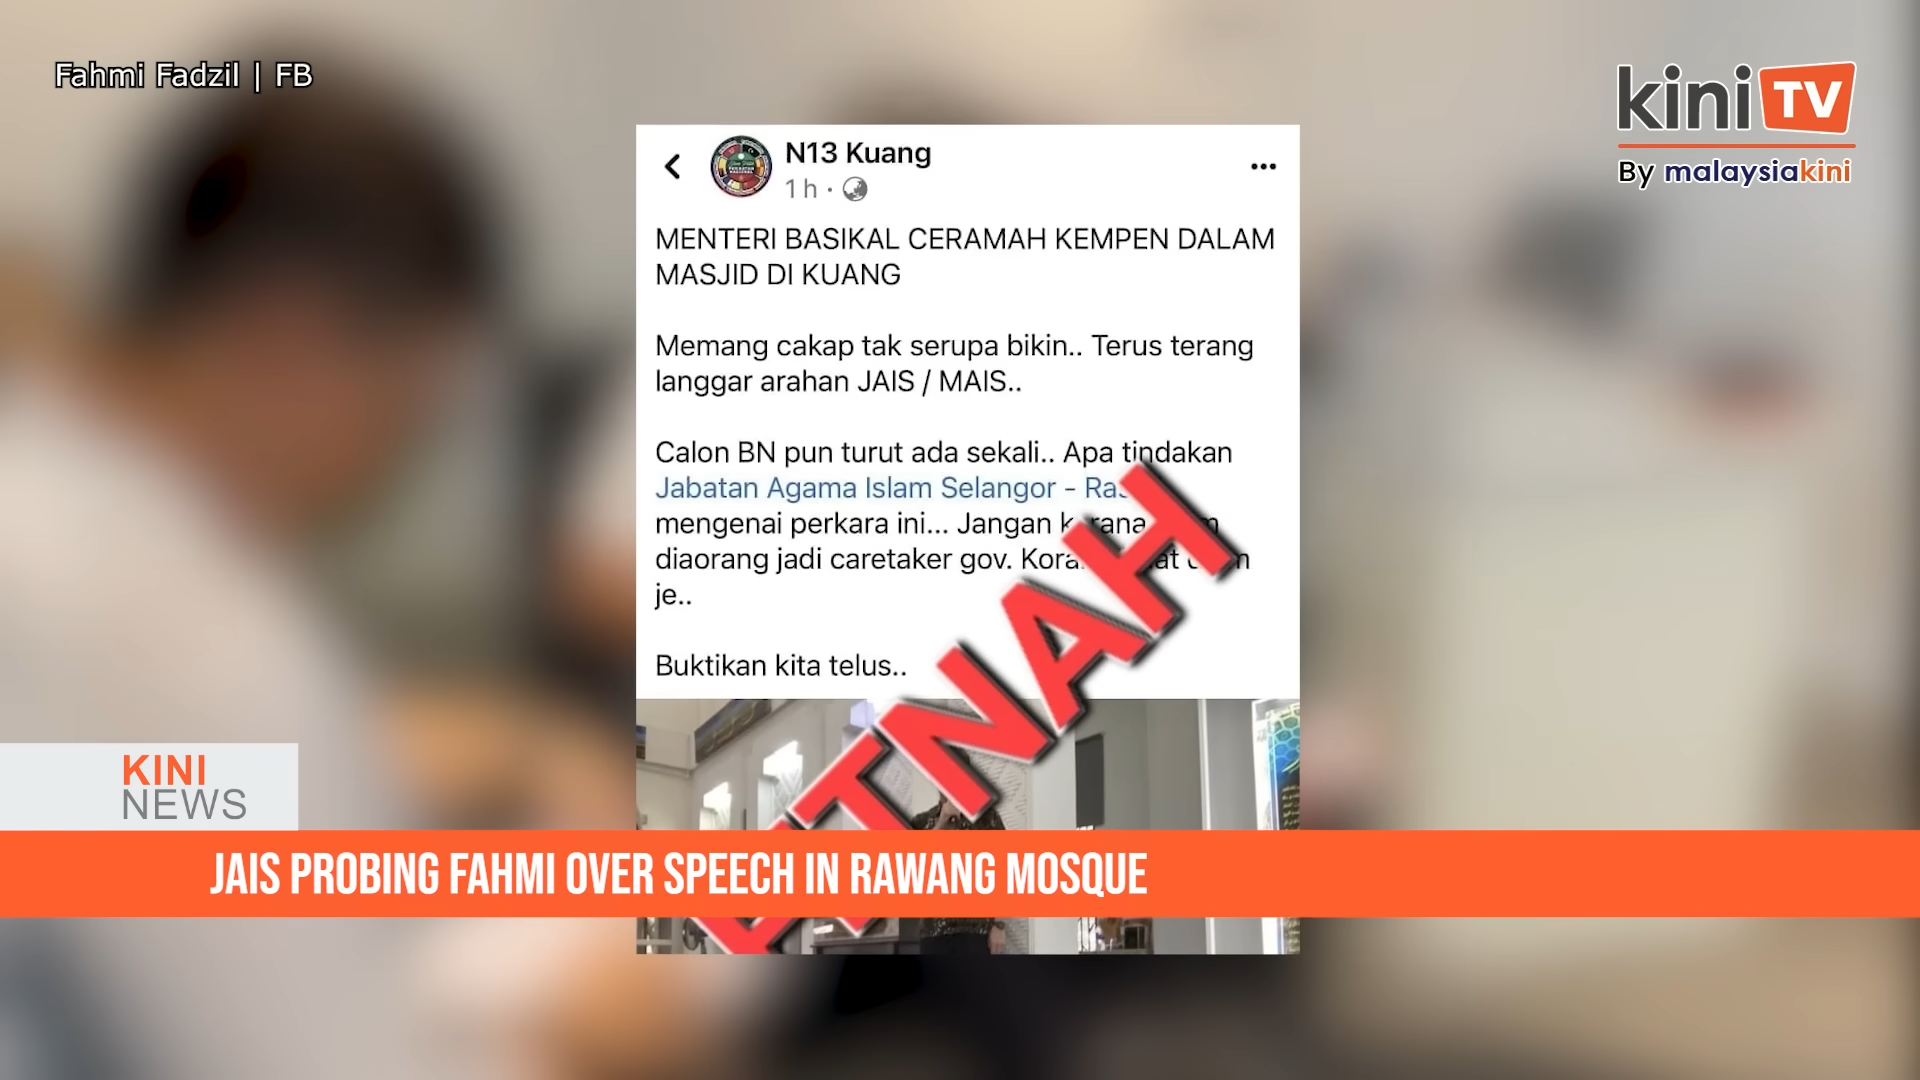 Fahmi Fadzil | FB
kini TV
By malaysiakini
N13 Kuang
1 h ·
MENTERI BASIKAL CERAMAH KEMPEN DALAM
MASJID DI KUANG
Memang cakap tak serupa bikin.. Terus terang
langgar arahan JAIS / MAIS..
Calon BN pun turut ada sekali.. Apa tindakan
Jabatan Agama Islam Selangor -
mengenai perkara ini... Jangan
diaorang jadi caretaker gov.
je..
Buktikan kita telus..
FITNAH
KINI
NEWS
JAIS PROBING FAHMI OVER SPEECH IN RAWANG MOSQUE